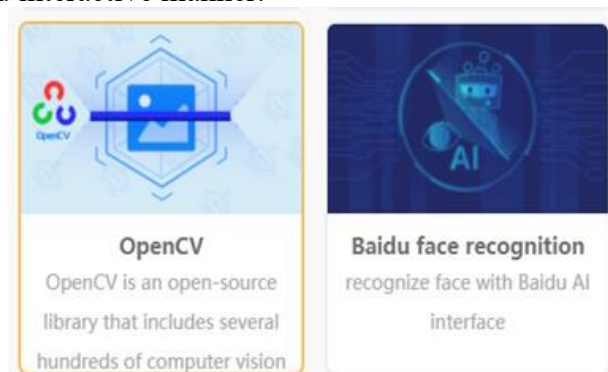 OpenCV
AI
OpenCV
OpenCV is an open-source
library that includes several
hundreds of computer vision
Baidu face recognition
recognize face with Baidu AI
interface